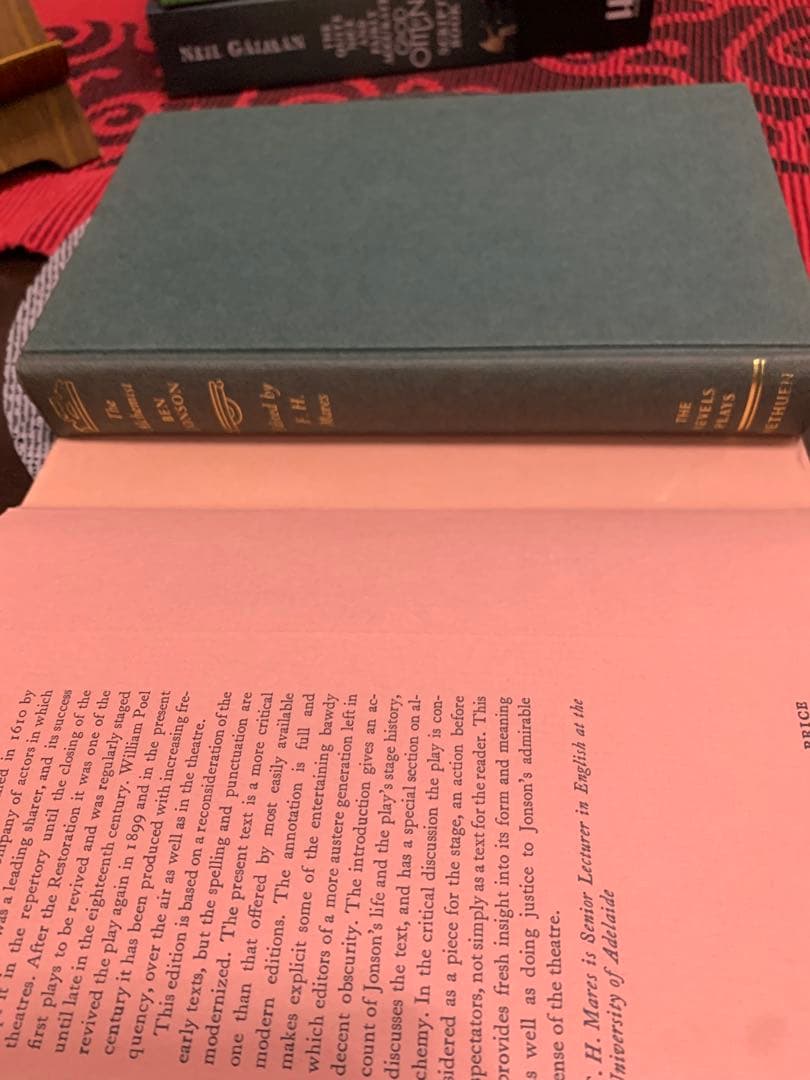 NEIL GAIMAN
The
Alchemist
BEN
JONSON
Edited by
F. H.
Mares
THE
REVELS
PLAYS
METHUEN
in 1610 by
company of actors in which
was a leading sharer, and its success
it in the repertory until the closing of the
theatres. After the Restoration it was one of the
first plays to be revived and was regularly staged
until late in the eighteenth century. William Poel
revived the play again in 1899 and in the present
century it has been produced with increasing fre-
quency, over the air as well as in the theatre.
This edition is based on a reconsideration of the
early texts, but the spelling and punctuation are
modernized. The present text is a more critical
one than that offered by most easily available
modern editions. The annotation is full and
makes explicit some of the entertaining bawdy
which editors of a more austere generation left in
decent obscurity. The introduction gives an ac-
count of Jonson's life and the play's stage history,
discusses the text, and has a special section on al-
chemy. In the critical discussion the play is con-
sidered as a piece for the stage, an action before
spectators, not simply as a text for the reader. This
provides fresh insight into its form and meaning
as well as doing justice to Jonson's admirable
sense of the theatre.
F. H. Mares is Senior Lecturer in English at the
University of Adelaide
PRICE